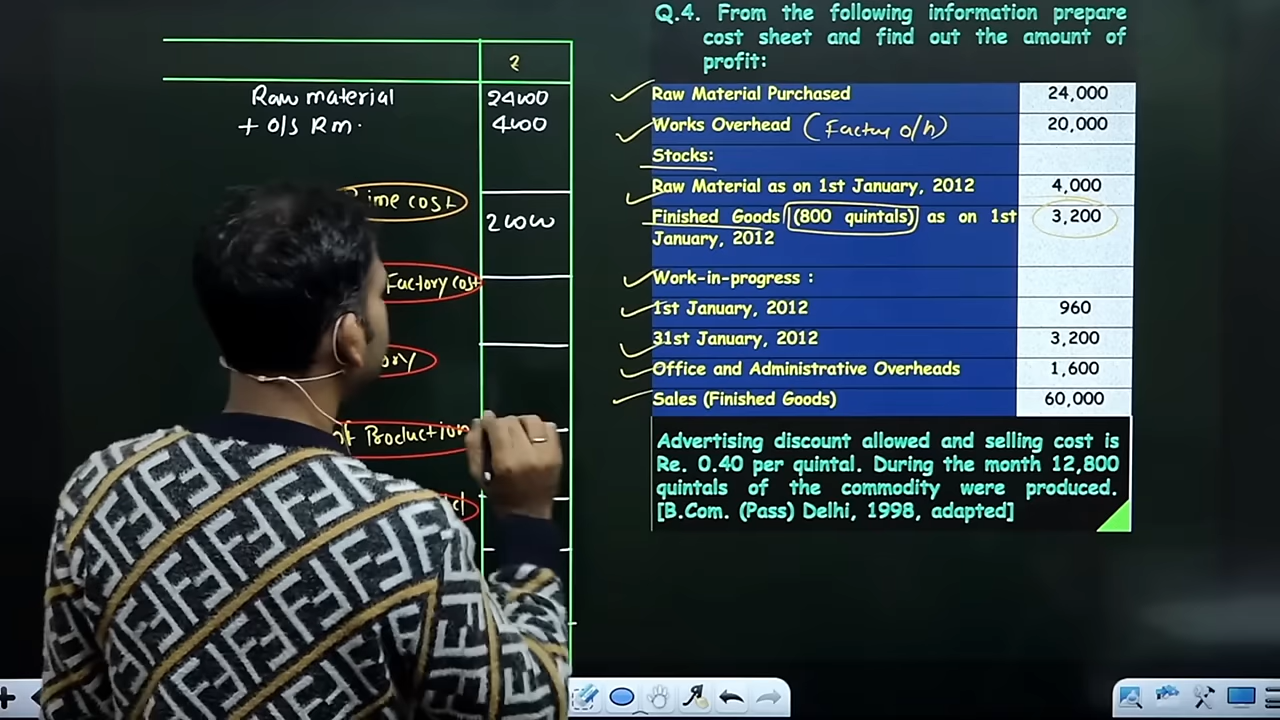 Q.4. From the following information prepare
cost sheet and find out the amount of
profit:
₹
Raw material 24000
+ O/S Rm. 4000
ime cost
20000
Factory cost
ory
of Production
Raw Material Purchased 24,000
Works Overhead (Factory o/h) 20,000
Stocks:
Raw Material as on 1st January, 2012 4,000
Finished Goods (800 quintals) as on 1st 3,200
January, 2012
Work-in-progress :
1st January, 2012 960
31st January, 2012 3,200
Office and Administrative Overheads 1,600
Sales (Finished Goods) 60,000
Advertising discount allowed and selling cost is
Re. 0.40 per quintal. During the month 12,800
quintals of the commodity were produced.
[B.Com. (Pass) Delhi, 1998, adapted]